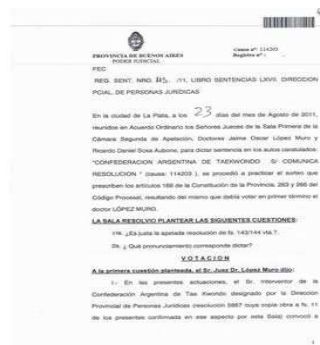 PROVINCIA DE BUENOS AIRES
PODER JUDICIAL
Causa nº: 114203
Registro nº :
FEC
REG. SENT. NRO. 115 /11, LIBRO SENTENCIAS LXVII. DIRECCION
PCIAL. DE PERSONAS JURÍDICAS
En la ciudad de La Plata, a los 23 días del mes de Agosto de 2011,
reunidos en Acuerdo Ordinario los Señores Jueces de la Sala Primera de la
Cámara Segunda de Apelación, Doctores Jaime Oscar López Muro y
Ricardo Daniel Sosa Aubone, para dictar sentencia en los autos caratulados:
"CONFEDERACION ARGENTINA DE TAEKWONDO S/ COMUNICA
RESOLUCION " (causa: 114203 ), se procedió a practicar el sorteo que
prescriben los artículos 168 de la Constitución de la Provincia, 263 y 266 del
Código Procesal, resultando del mismo que debía votar en primer término el
doctor LÓPEZ MURO.
LA SALA RESOLVIO PLANTEAR LAS SIGUIENTES CUESTIONES:
1ra. ¿Es justa la apelada resolución de fs. 143/144 vta.?.
2a. ¿ Qué pronunciamiento corresponde dictar?
V O T A C I O N
A la primera cuestión planteada, el Sr. Juez Dr. López Muro dijo:
I.- En las presentes actuaciones, el Sr. Interventor de la
Confederación Argentina de Tae Kwondo designado por la Dirección
Provincial de Personas Jurídicas (resolución 5867 cuya copia obra a fs. 11
de los presentes confirmada en ese aspecto por esta Sala) convocó a